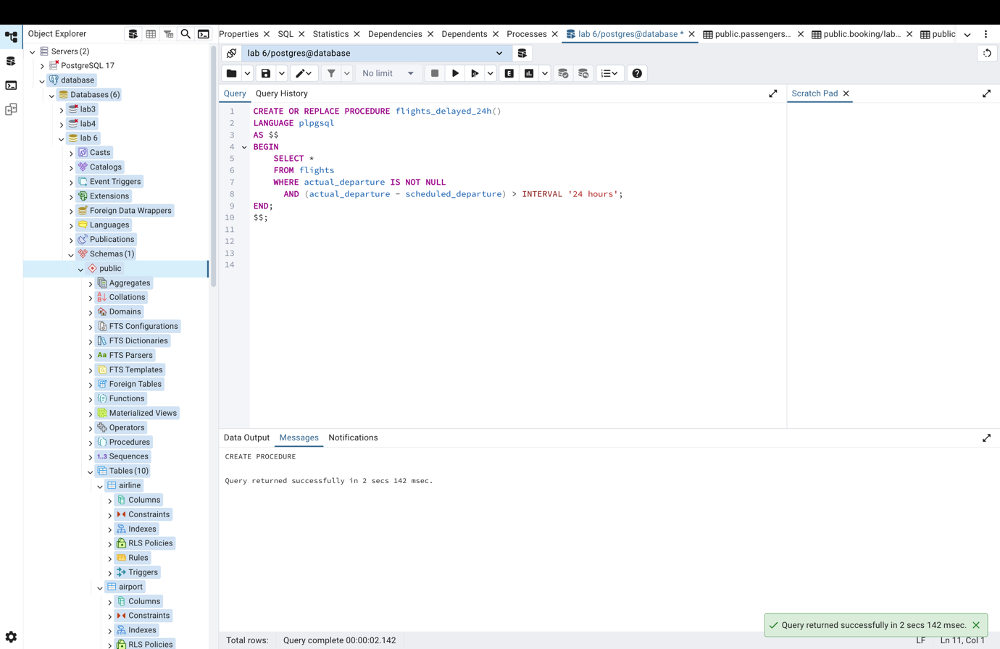 Object Explorer
Servers (2)
PostgreSQL 17
database
Databases (6)
lab3
lab4
lab 6
Casts
Catalogs
Event Triggers
Extensions
Foreign Data Wrappers
Languages
Publications
Schemas (1)
public
Aggregates
Collations
Domains
FTS Configurations
FTS Dictionaries
Aa FTS Parsers
FTS Templates
Foreign Tables
Functions
Materialized Views
Operators
Procedures
1..3 Sequences
Tables (10)
airline
Columns
Constraints
Indexes
RLS Policies
Rules
Triggers
airport
Columns
Constraints
Indexes
RLS Policies
Properties SQL Statistics Dependencies Dependents Processes lab 6/postgres@database * public.passengers... public.booking/lab... public
lab 6/postgres@database
No limit E
Query Query History
Scratch Pad
1 CREATE OR REPLACE PROCEDURE flights_delayed_24h()
2 LANGUAGE plpgsql
3 AS $$
4 BEGIN
5 SELECT *
6 FROM flights
7 WHERE actual_departure IS NOT NULL
8 AND (actual_departure - scheduled_departure) > INTERVAL '24 hours';
9 END;
10 $$;
11
12
13
14
Data Output Messages Notifications
CREATE PROCEDURE
Query returned successfully in 2 secs 142 msec.
Query returned successfully in 2 secs 142 msec.
Total rows: Query complete 00:00:02.142 LF Ln 11, Col 1